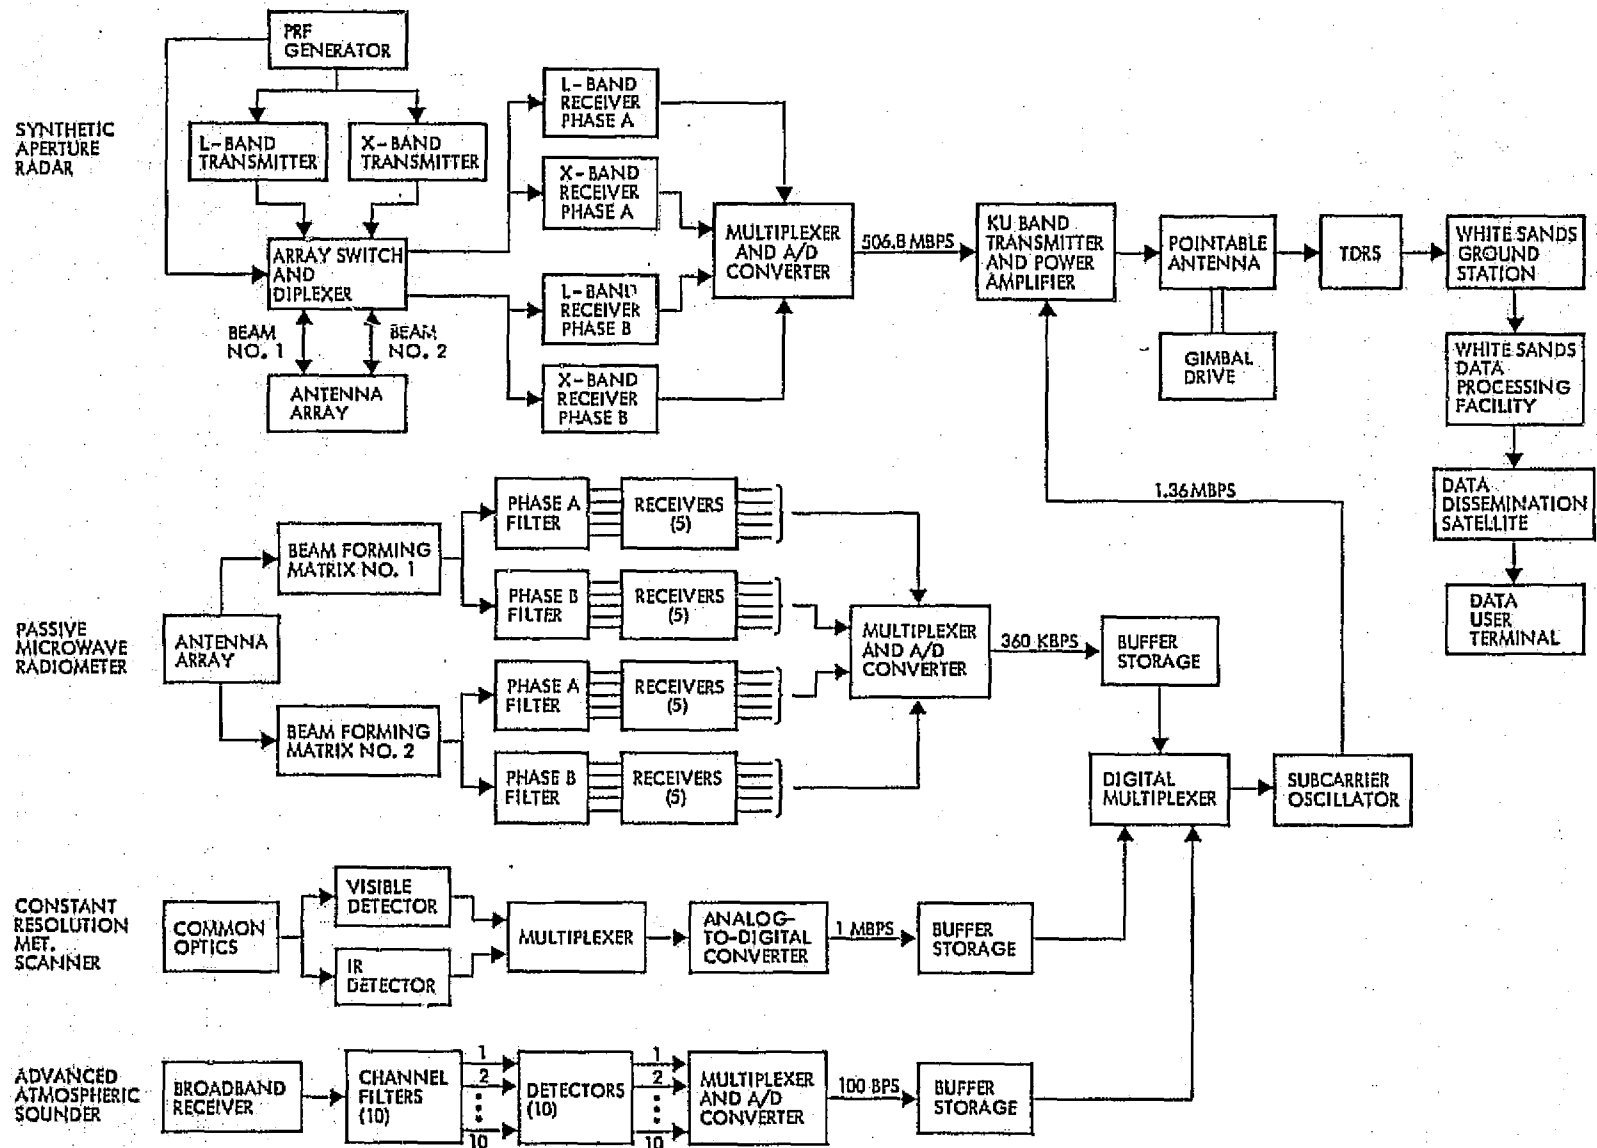 SYNTHETIC
APERTURE
RADAR
PRF
GENERATOR
L-BAND
TRANSMITTER
X-BAND
TRANSMITTER
ARRAY SWITCH
AND
DIPLEXER
BEAM
NO. 1
BEAM
NO. 2
ANTENNA
ARRAY
L-BAND
RECEIVER
PHASE A
X-BAND
RECEIVER
PHASE A
L-BAND
RECEIVER
PHASE B
X-BAND
RECEIVER
PHASE B
MULTIPLEXER
AND A/D
CONVERTER
506.8 MBPS
KU BAND
TRANSMITTER
AND POWER
AMPLIFIER
POINTABLE
ANTENNA
GIMBAL
DRIVE
TDRS
WHITE SANDS
GROUND
STATION
WHITE SANDS
DATA
PROCESSING
FACILITY
DATA
DISSEMINATION
SATELLITE
DATA
USER
TERMINAL
1.36 MBPS
PASSIVE
MICROWAVE
RADIOMETER
ANTENNA
ARRAY
BEAM FORMING
MATRIX NO. 1
BEAM FORMING
MATRIX NO. 2
PHASE A
FILTER
RECEIVERS
(5)
PHASE B
FILTER
RECEIVERS
(5)
PHASE A
FILTER
RECEIVERS
(5)
PHASE B
FILTER
RECEIVERS
(5)
MULTIPLEXER
AND A/D
CONVERTER
360 KBPS
BUFFER
STORAGE
DIGITAL
MULTIPLEXER
SUBCARRIER
OSCILLATOR
CONSTANT
RESOLUTION
MET.
SCANNER
COMMON
OPTICS
VISIBLE
DETECTOR
IR
DETECTOR
MULTIPLEXER
ANALOG-
TO-DIGITAL
CONVERTER
1 MBPS
BUFFER
STORAGE
ADVANCED
ATMOSPHERIC
SOUNDER
BROADBAND
RECEIVER
CHANNEL
FILTERS
(10)
1
2
10
DETECTORS
(10)
1
2
10
MULTIPLEXER
AND A/D
CONVERTER
100 BPS
BUFFER
STORAGE